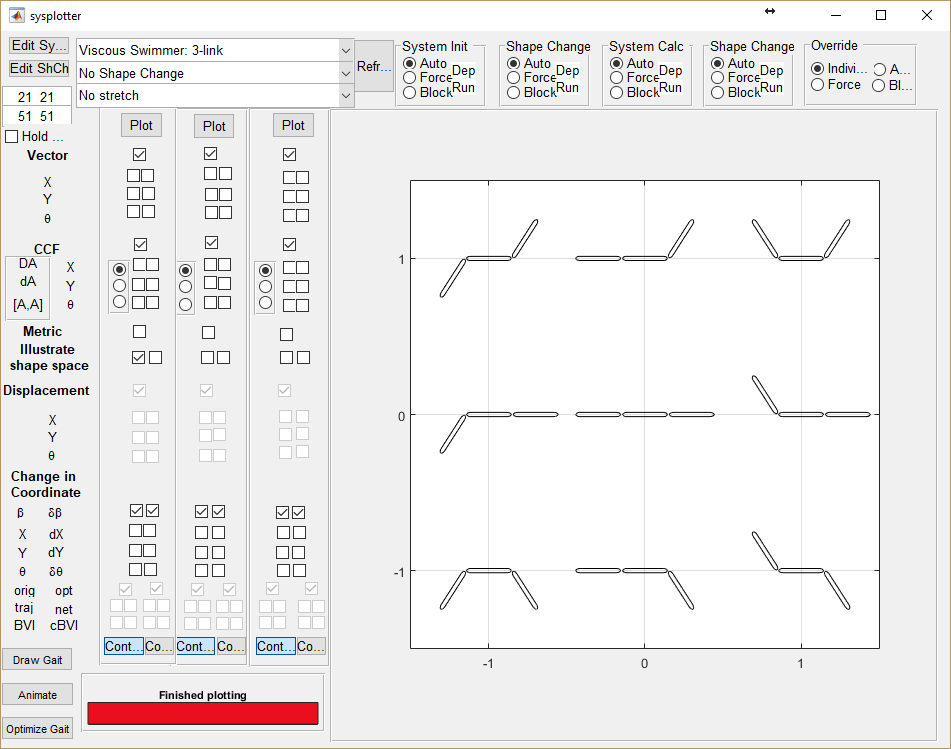 sysplotter
Edit Sy...
Viscous Swimmer: 3-link
Edit ShCh
No Shape Change
No stretch
Refr...
System Init
Auto
Force
Block
Dep
Run
Shape Change
Auto
Force
Block
Dep
Run
System Calc
Auto
Force
Block
Dep
Run
Shape Change
Auto
Force
Block
Dep
Run
Override
Indivi...
A...
Force
Bl...
21 21
51 51
Hold ...
Plot
Plot
Plot
Vector
X
Y
θ
CCF
DA
dA
[A,A]
X
Y
θ
Metric
Illustrate
shape space
Displacement
X
Y
θ
Change in
Coordinate
β δβ
X dX
Y dY
θ δθ
orig opt
traj net
BVI cBVI
Cont... Co...
Cont... Co...
Cont... Co...
Draw Gait
Animate
Optimize Gait
Finished plotting
1
0
-1
-1 0 1